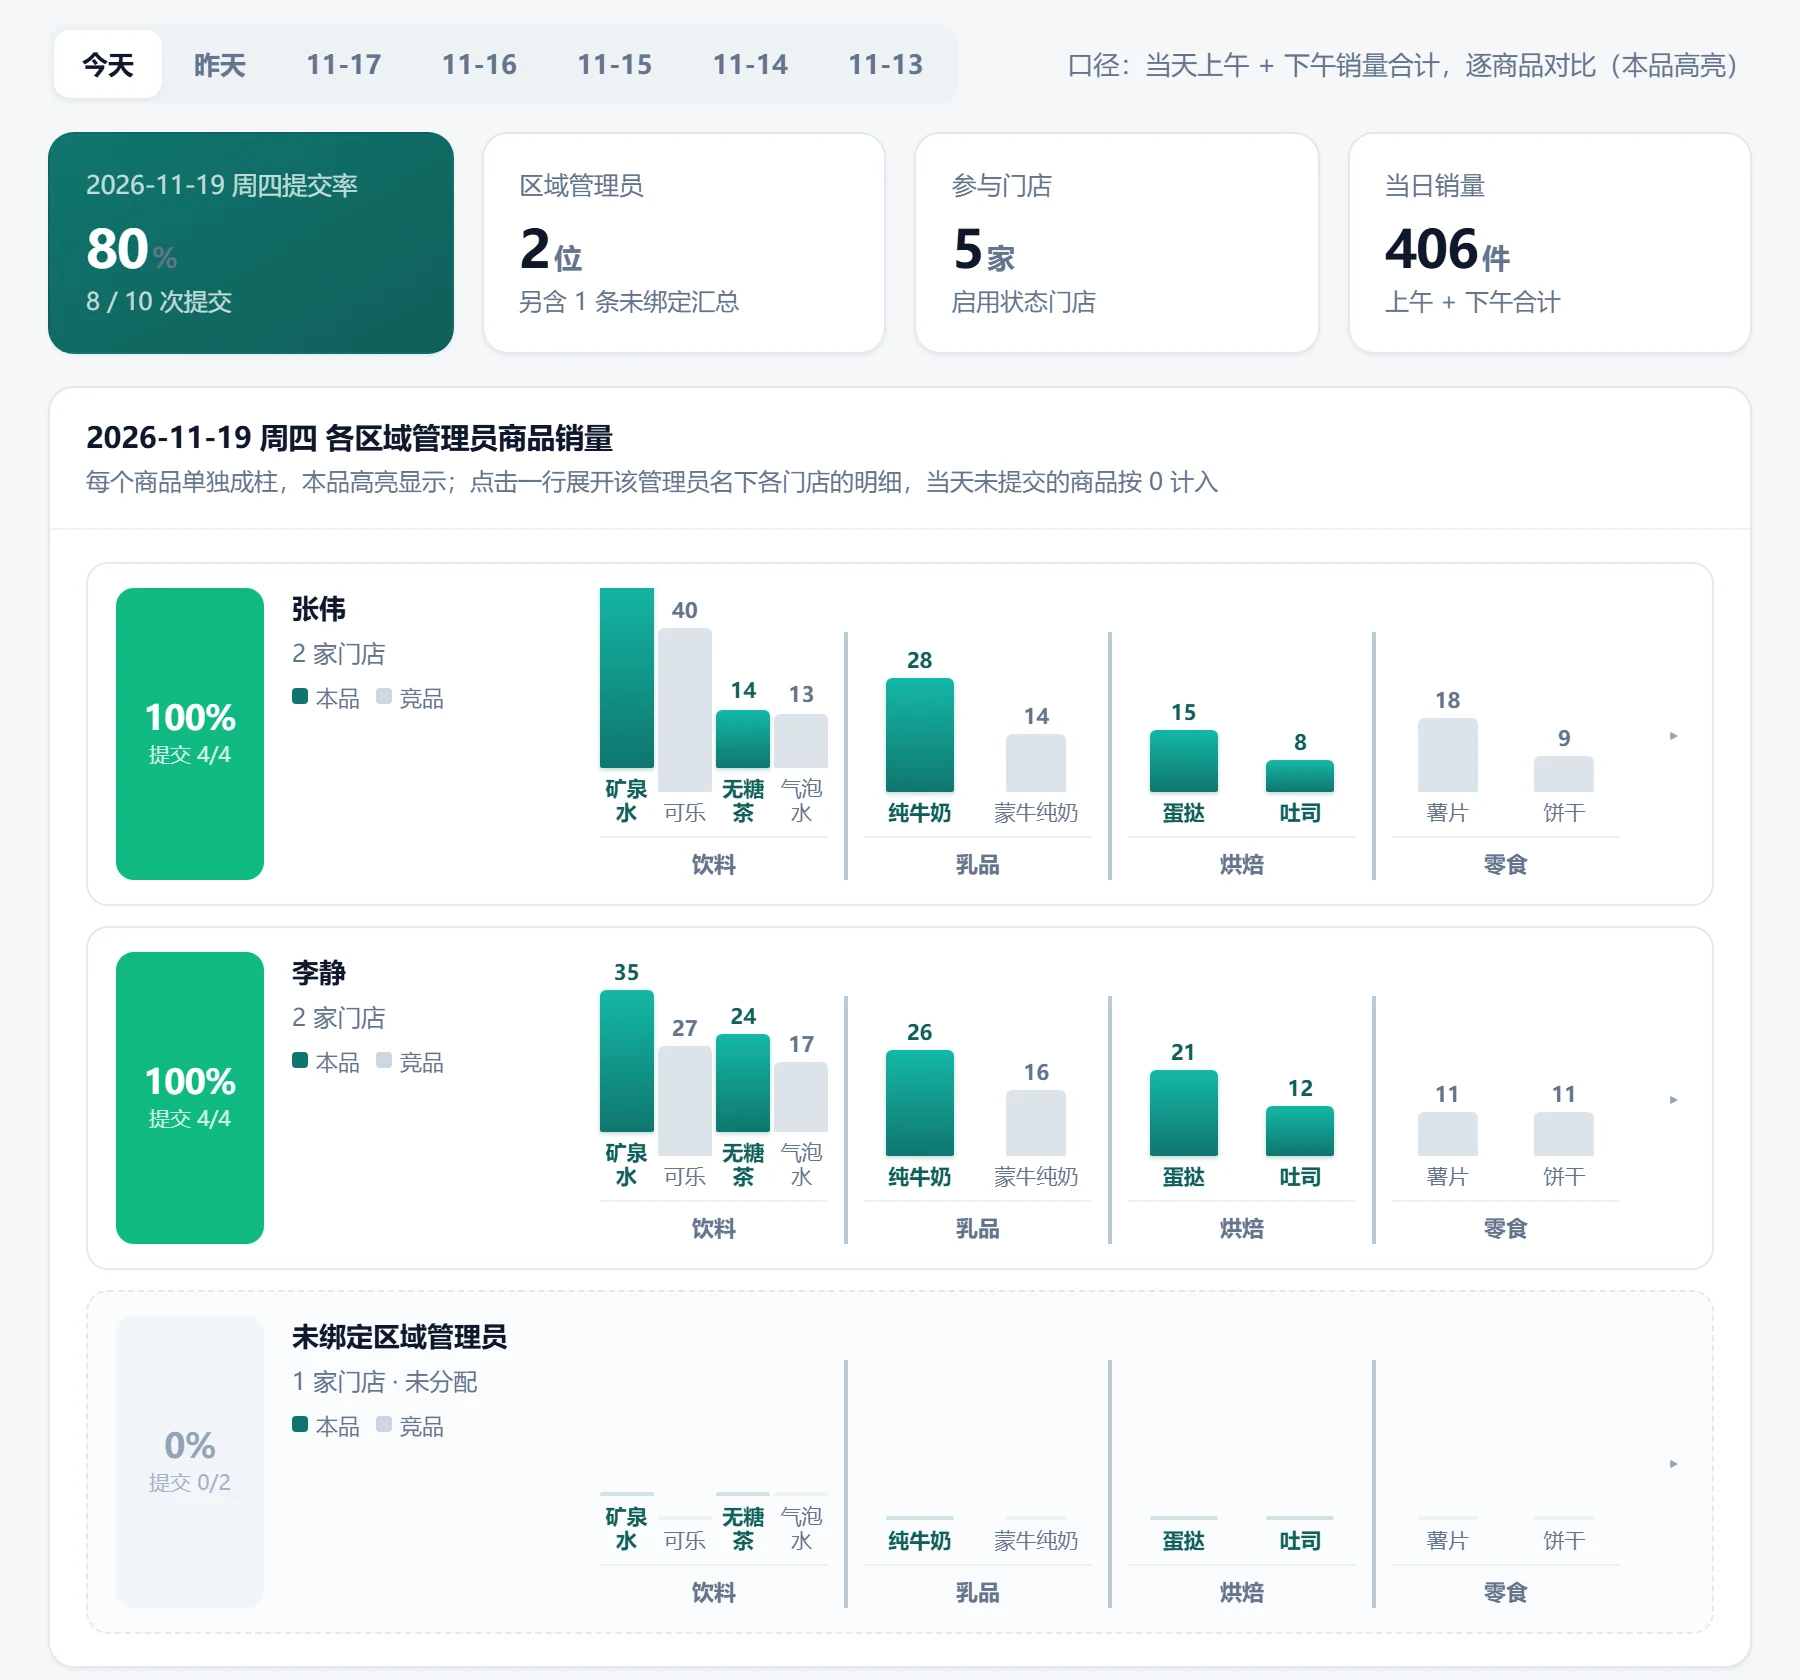 今天 昨天 11-17 11-16 11-15 11-14 11-13 口径：当天上午 + 下午销量合计，逐商品对比（本品高亮）
2026-11-19 周四提交率
80%
8 / 10 次提交
区域管理员
2位
另含 1 条未绑定汇总
参与门店
5家
启用状态门店
当日销量
406件
上午 + 下午合计
2026-11-19 周四 各区域管理员商品销量
每个商品单独成柱，本品高亮显示；点击一行展开该管理员名下各门店的明细，当天未提交的商品按 0 计入
100%
提交 4/4
张伟
2 家门店
本品 竞品
40 14 13 28 14 15 8 18 9
矿泉水 可乐 无糖茶 气泡水 纯牛奶 蒙牛纯奶 蛋挞 吐司 薯片 饼干
饮料 乳品 烘焙 零食
100%
提交 4/4
李静
2 家门店
本品 竞品
35 27 24 17 26 16 21 12 11 11
矿泉水 可乐 无糖茶 气泡水 纯牛奶 蒙牛纯奶 蛋挞 吐司 薯片 饼干
饮料 乳品 烘焙 零食
0%
提交 0/2
未绑定区域管理员
1 家门店 · 未分配
本品 竞品
矿泉水 可乐 无糖茶 气泡水 纯牛奶 蒙牛纯奶 蛋挞 吐司 薯片 饼干
饮料 乳品 烘焙 零食